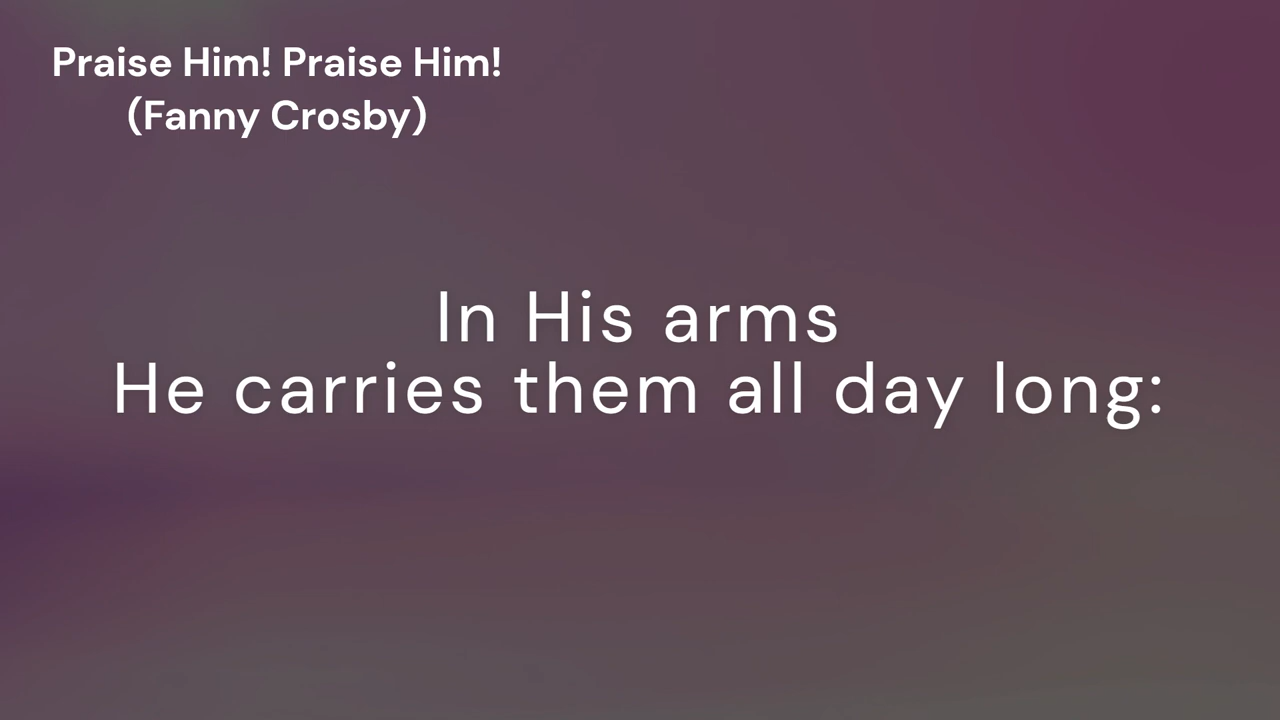 Praise Him! Praise Him!
(Fanny Crosby)
In His arms
He carries them all day long: